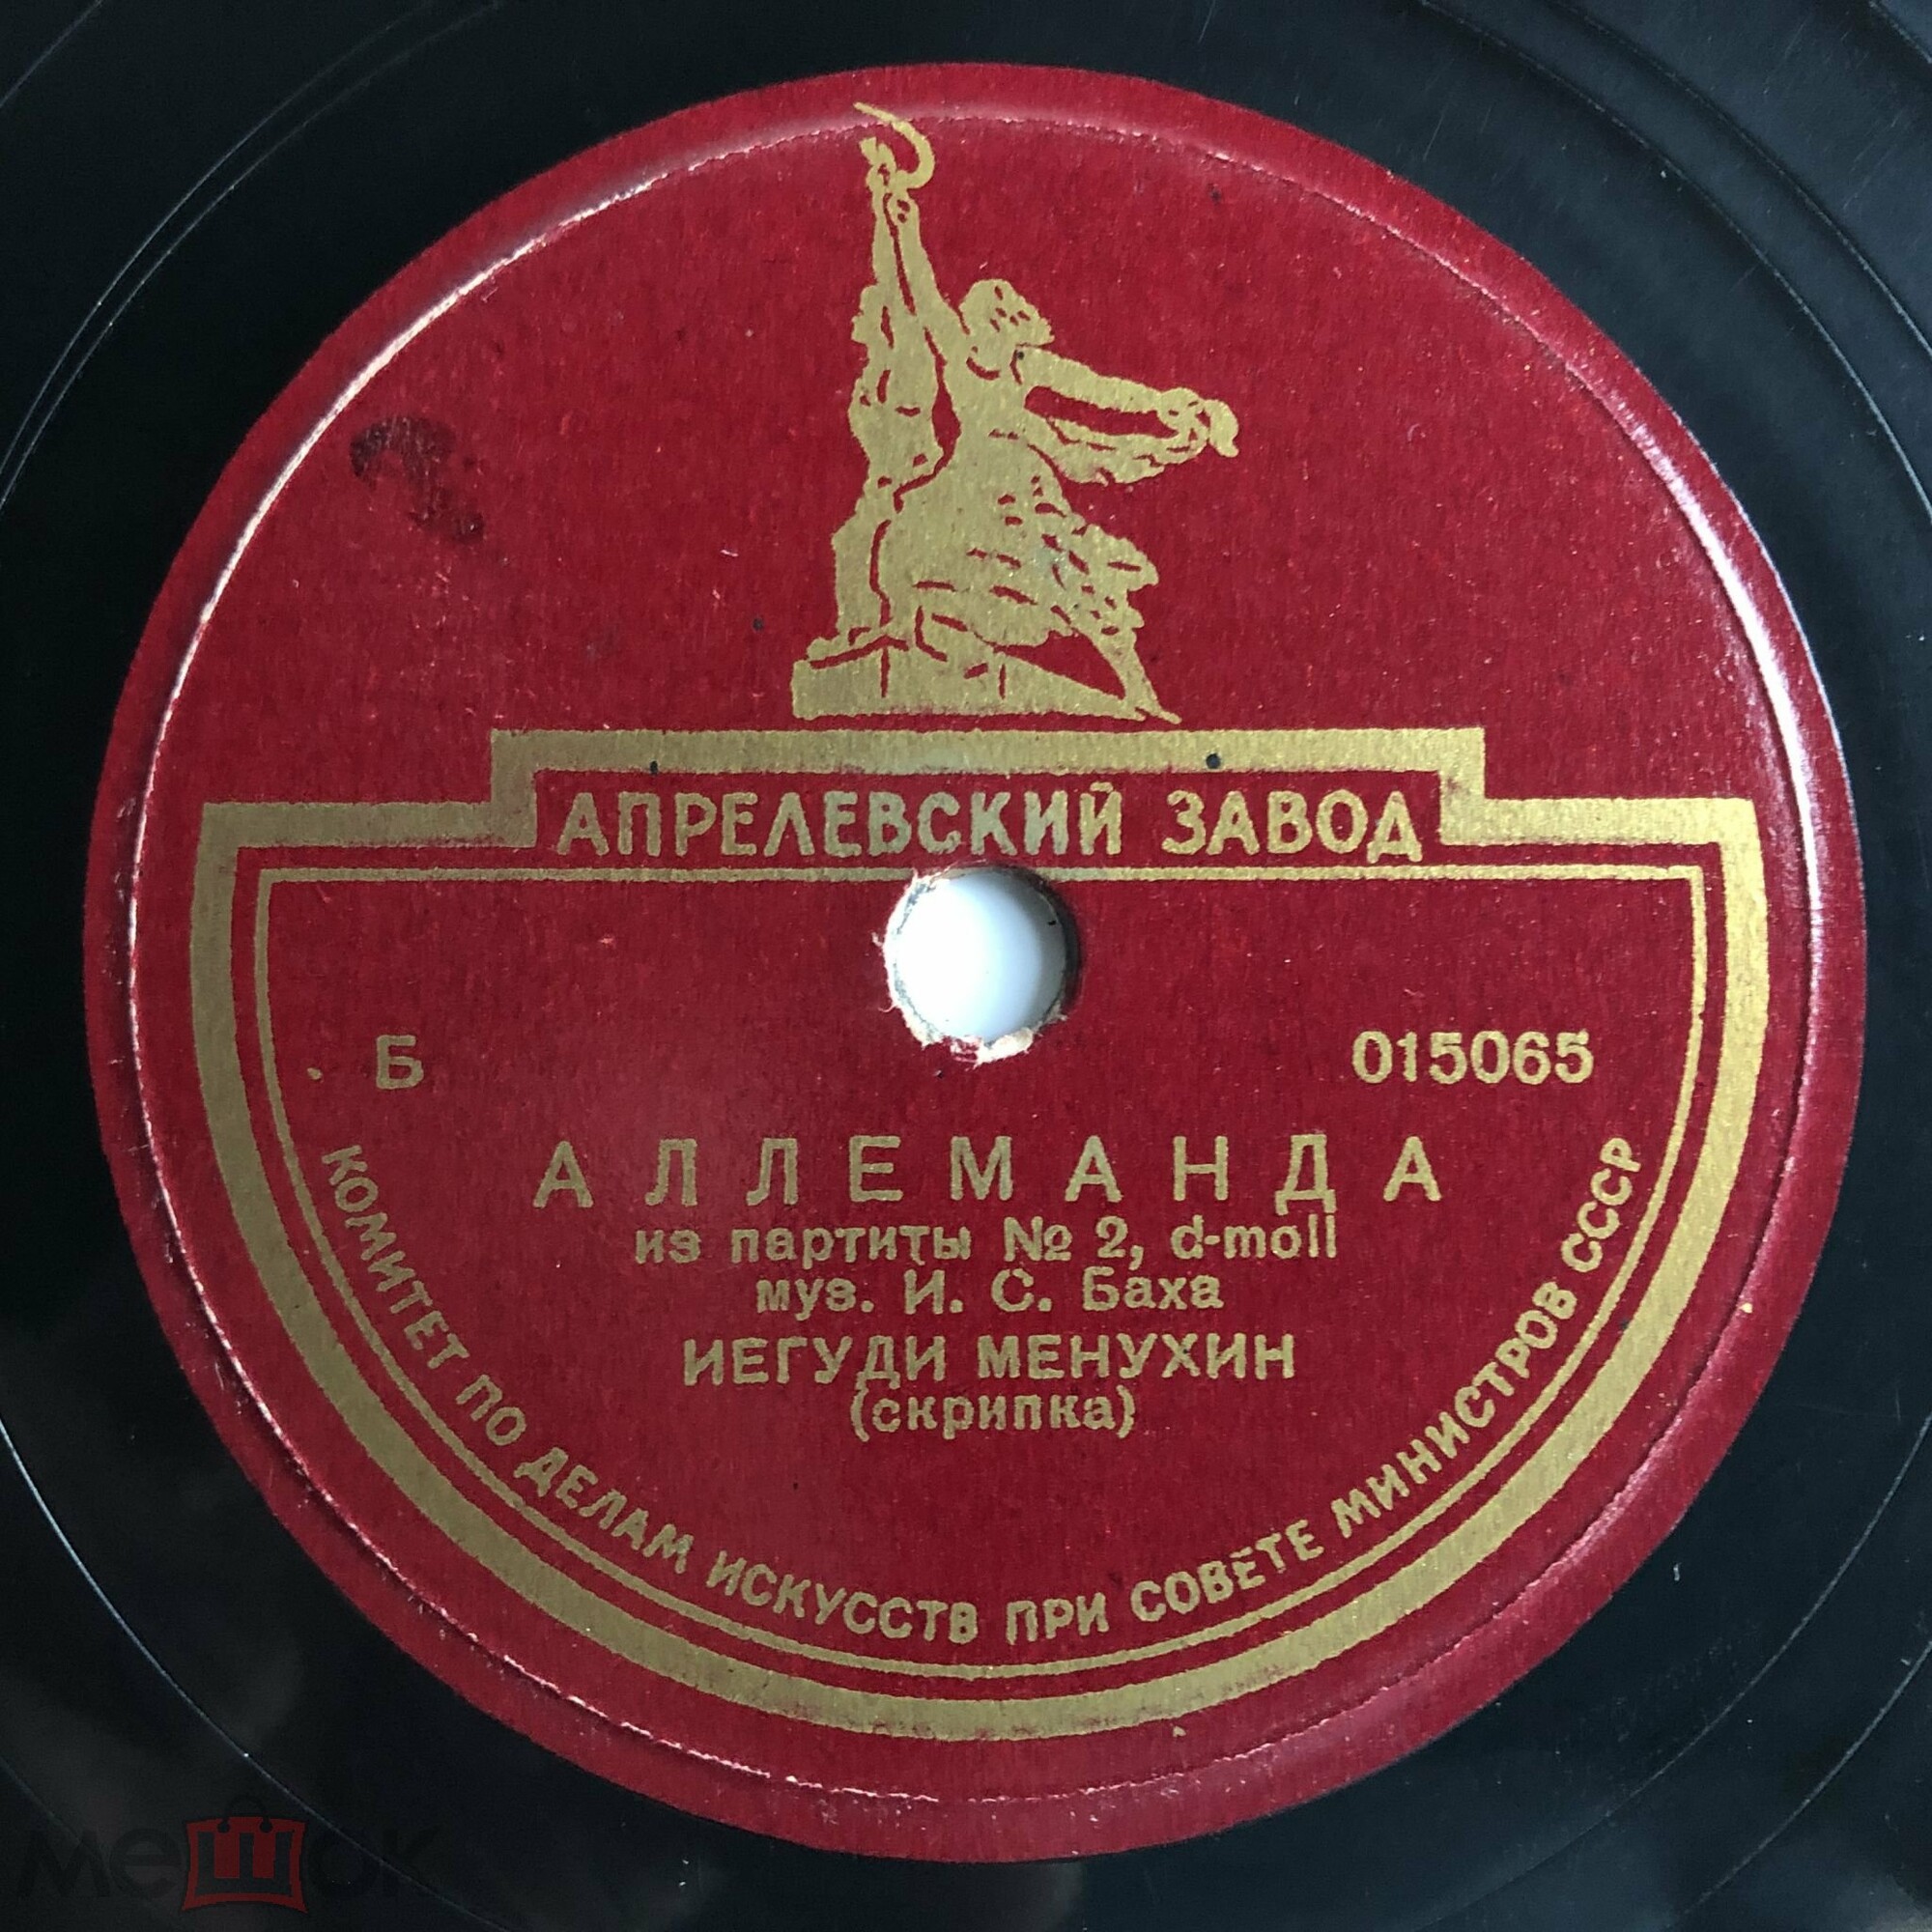 АПРЕЛЕВСКИЙ ЗАВОД
Б 015065
АЛЛЕМАНДА
из партиты № 2, d-moll
муз. И. С. Баха
ИЕГУДИ МЕНУХИН
(скрипка)
КОМИТЕТ ПО ДЕЛАМ ИСКУССТВ ПРИ СОВЕТЕ МИНИСТРОВ СССР
мешок